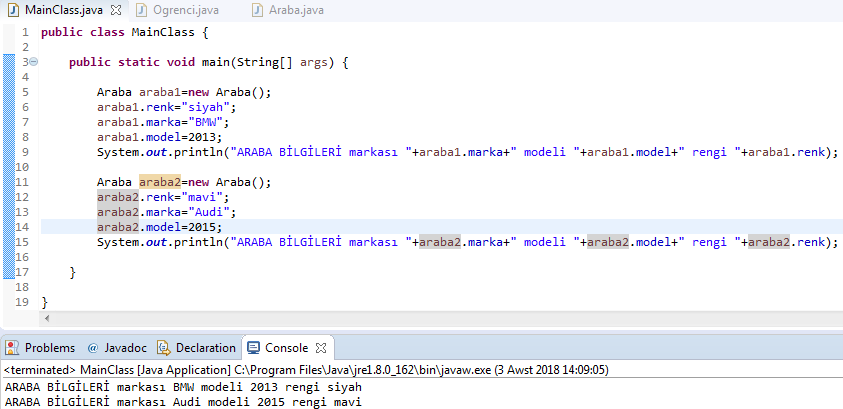 MainClass.java Ogrenci.java Araba.java
1 public class MainClass {
2
3 public static void main(String[] args) {
4
5 Araba araba1=new Araba();
6 araba1.renk="siyah";
7 araba1.marka="BMW";
8 araba1.model=2013;
9 System.out.println("ARABA BİLGİLERİ markası "+araba1.marka+" modeli "+araba1.model+" rengi "+araba1.renk);
10
11 Araba araba2=new Araba();
12 araba2.renk="mavi";
13 araba2.marka="Audi";
14 araba2.model=2015;
15 System.out.println("ARABA BİLGİLERİ markası "+araba2.marka+" modeli "+araba2.model+" rengi "+araba2.renk);
16
17 }
18
19 }
Problems @ Javadoc Declaration Console
<terminated> MainClass [Java Application] C:\Program Files\Java\jre1.8.0_162\bin\javaw.exe (3 Awst 2018 14:09:05)
ARABA BİLGİLERİ markası BMW modeli 2013 rengi siyah
ARABA BİLGİLERİ markası Audi modeli 2015 rengi mavi